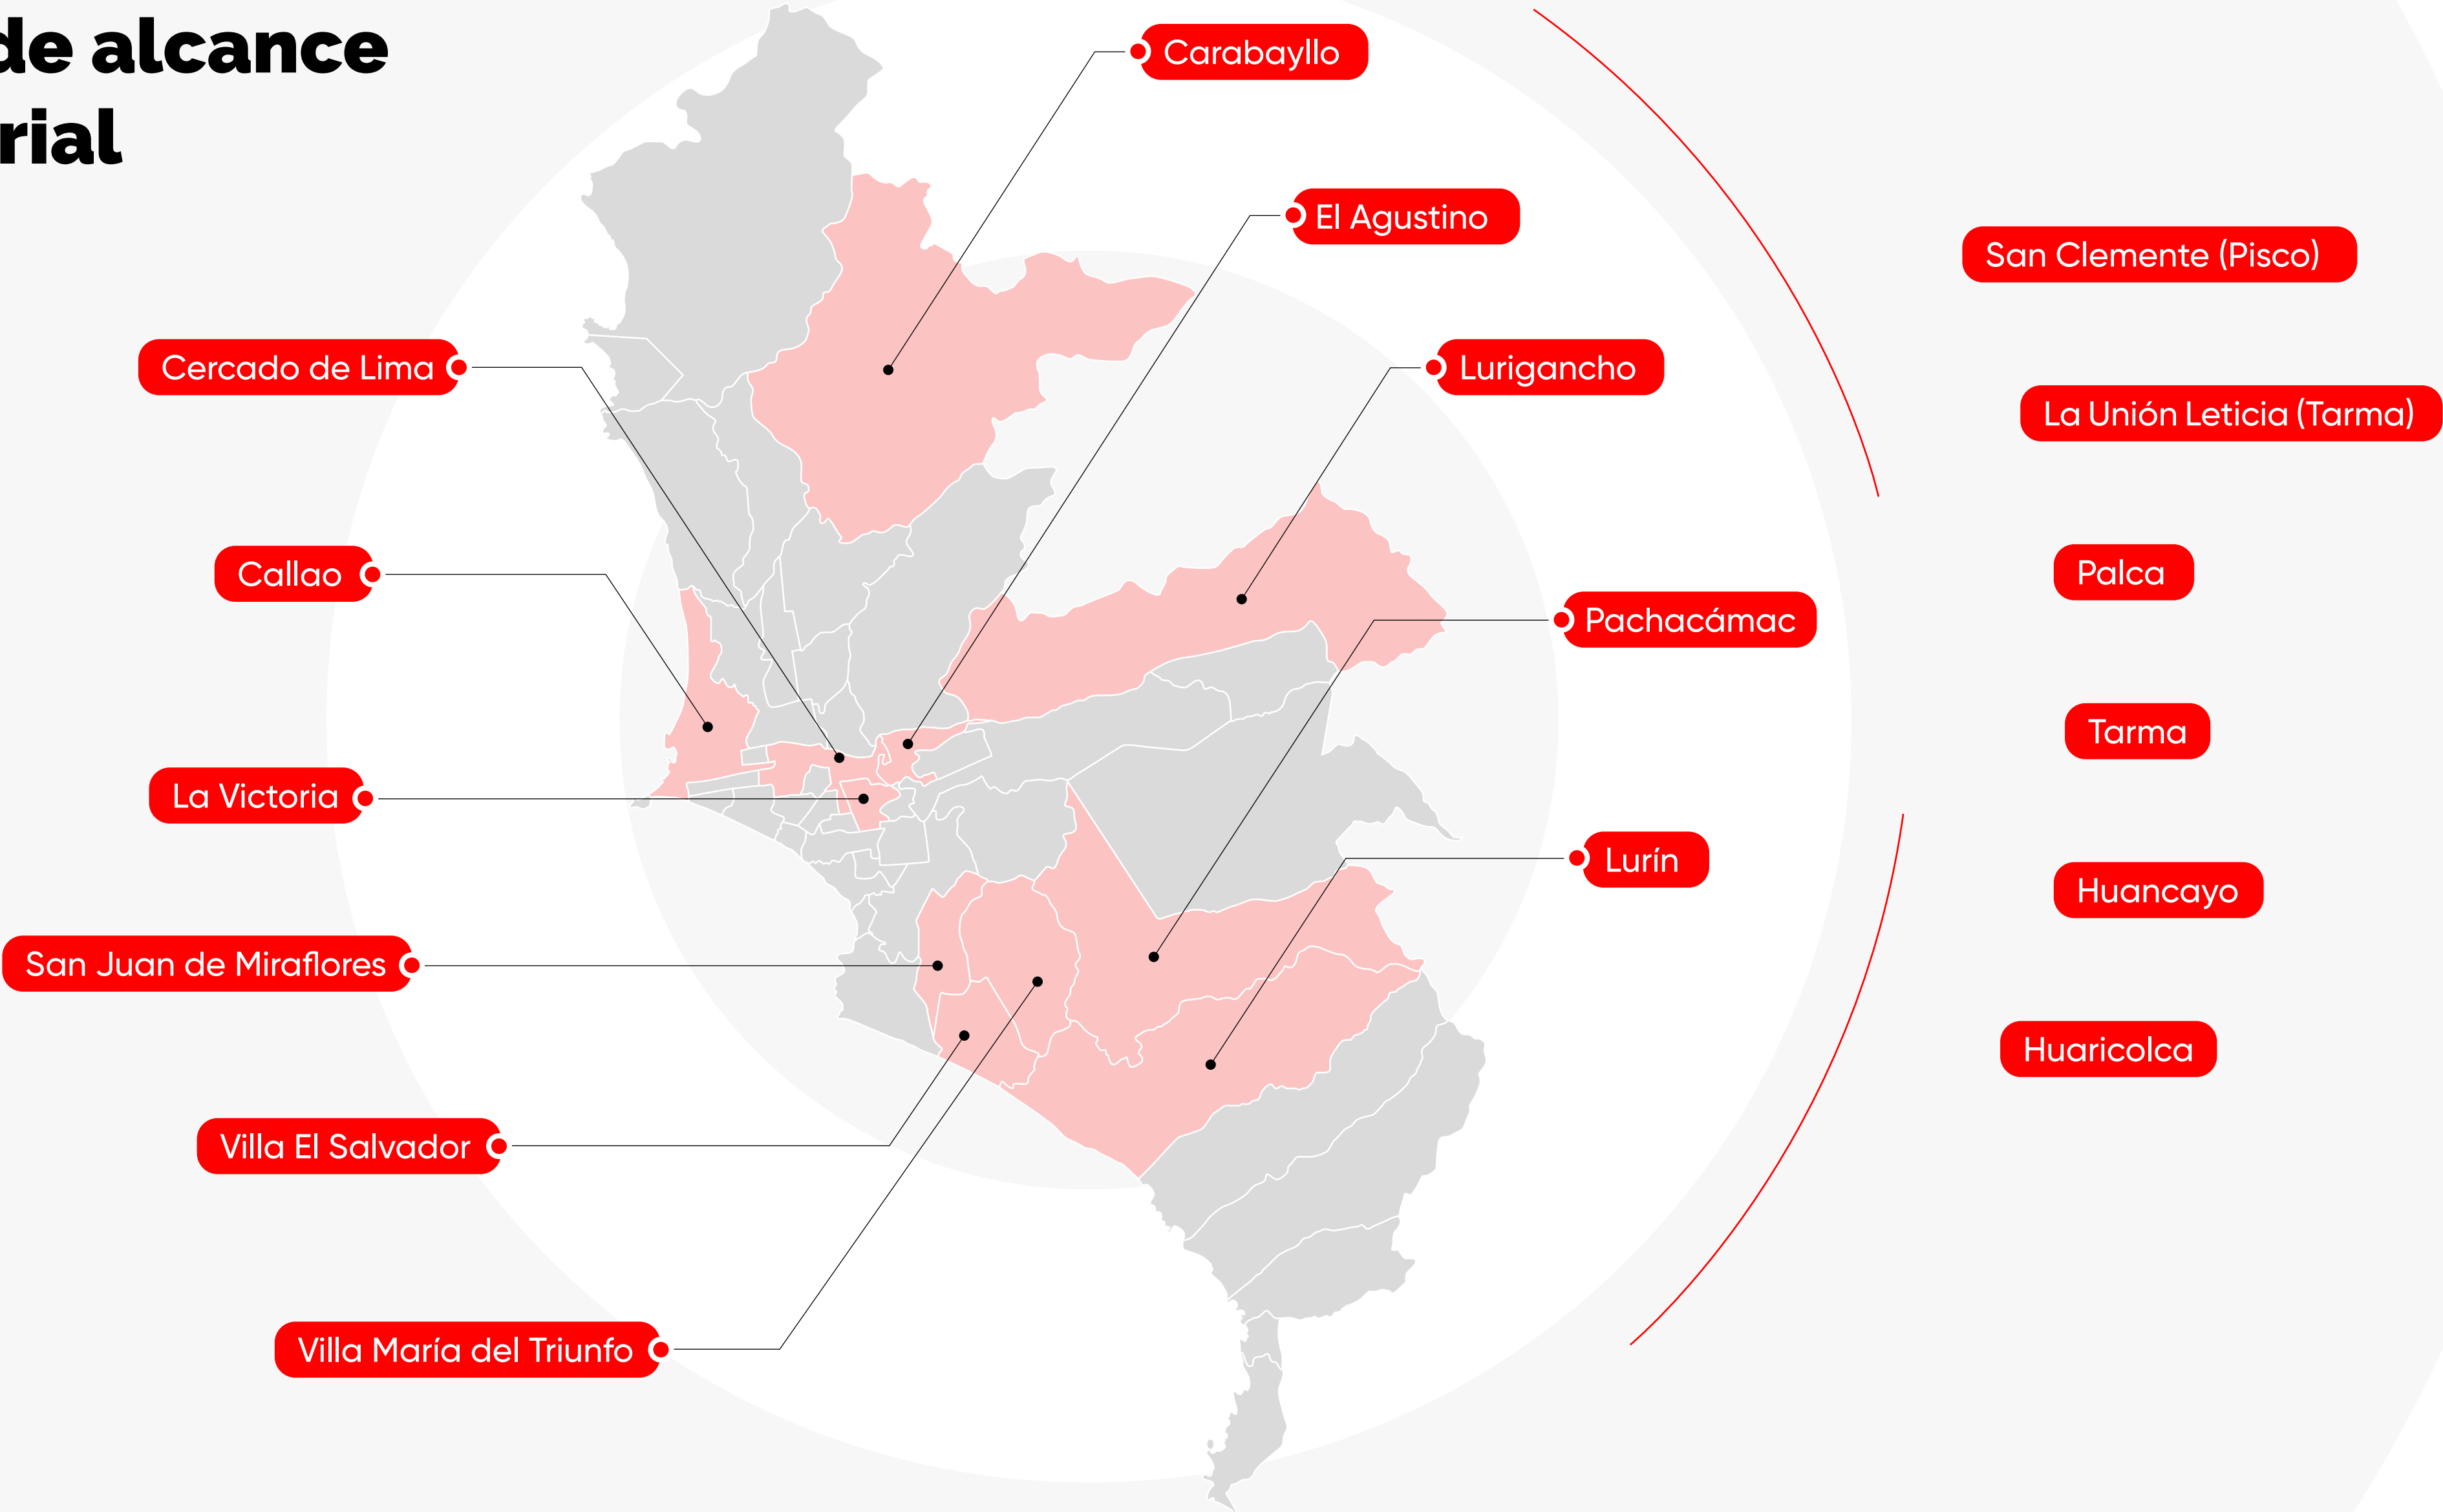 de alcance
rial
Carabayllo
El Agustino
San Clemente (Pisco)
Cercado de Lima
Lurigancho
La Unión Leticia (Tarma)
Callao
Palca
Pachacámac
Tarma
La Victoria
Lurín
Huancayo
San Juan de Miraflores
Huaricolca
Villa El Salvador
Villa María del Triunfo